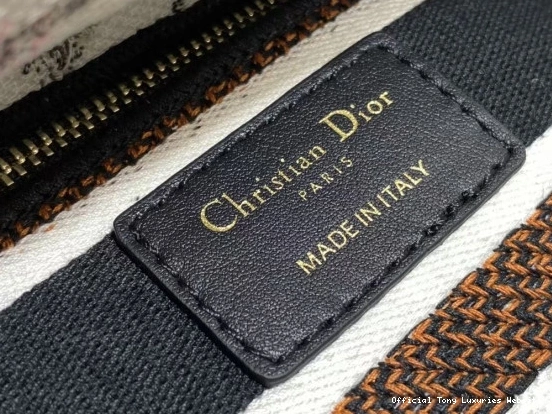 Christian Dior
PARIS
MADE IN ITALY
Official Tony Luxuries Web